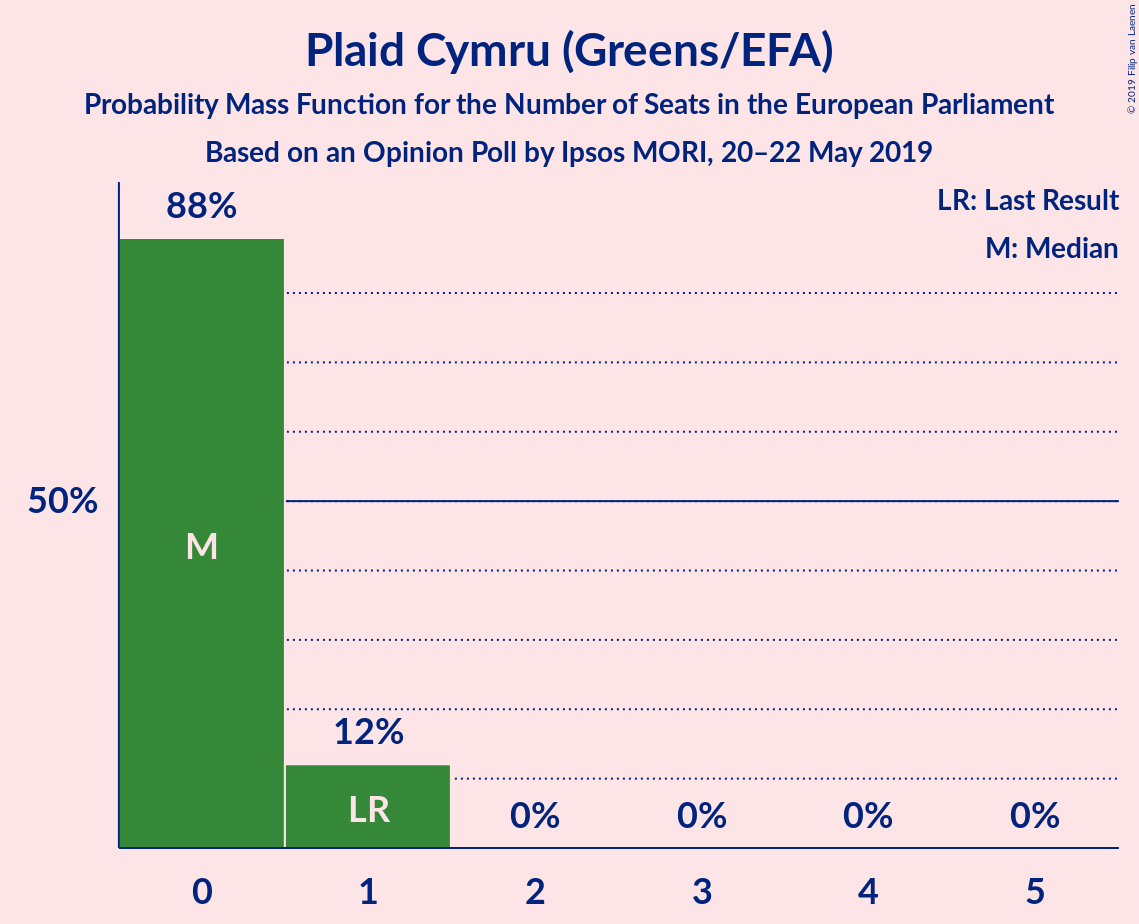 Plaid Cymru (Greens/EFA)
Probability Mass Function for the Number of Seats in the European Parliament
Based on an Opinion Poll by Ipsos MORI, 20–22 May 2019
© 2019 Filip van Laenen
LR: Last Result
M: Median
88%
50%
M
12%
LR
0%
0%
0%
0%
0
1
2
3
4
5